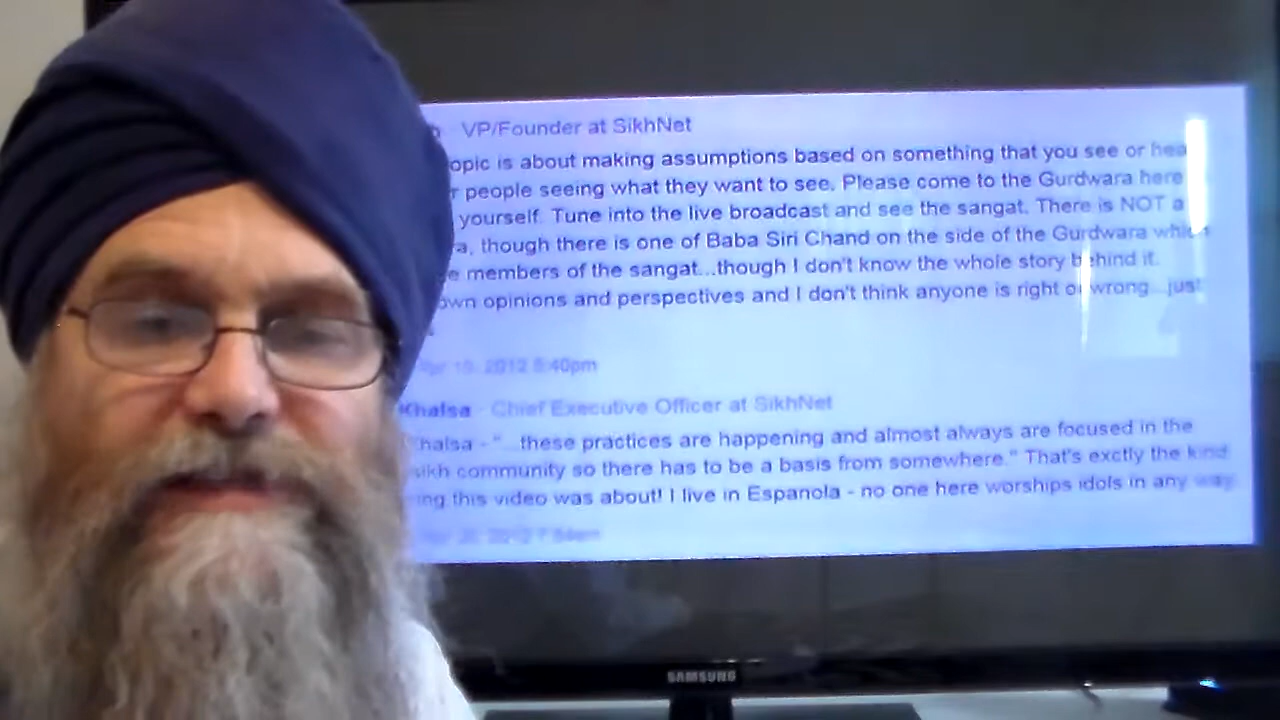 VP/Founder at SikhNet
opic is about making assumptions based on something that you see or hea
r people seeing what they want to see. Please come to the Gurdwara here
yourself. Tune into the live broadcast and see the sangat. There is NOT a
a, though there is one of Baba Siri Chand on the side of the Gurdwara which
e members of the sangat...though I don't know the whole story behind it.
own opinions and perspectives and I don't think anyone is right or wrong...just
2012 8:40pm
Khalsa · Chief Executive Officer at SikhNet
halsa - "...these practices are happening and almost always are focused in the
sikh community so there has to be a basis from somewhere." That's exctly the kind
ing this video was about! I live in Espanola - no one here worships idols in any way
SAMSUNG